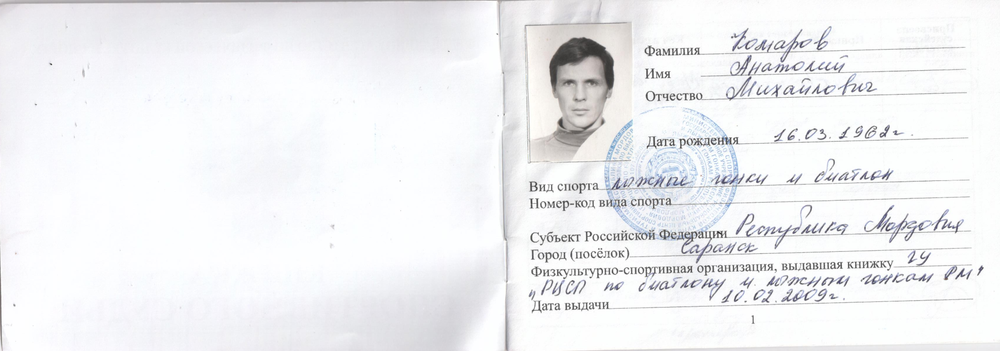 Фамилия Комаров
Имя Анатолий
Отчество Михайлович
Дата рождения 16.03.1962г.
Вид спорта лыжные гонки и биатлон
Номер-код вида спорта
Субъект Российской Федерации Республика Мордовия
Город (посёлок) Саранск
Физкультурно-спортивная организация, выдавшая книжку ГУ
„РЦСП по биатлону и лыжным гонкам РМ"
Дата выдачи 10.02.2009г.
1